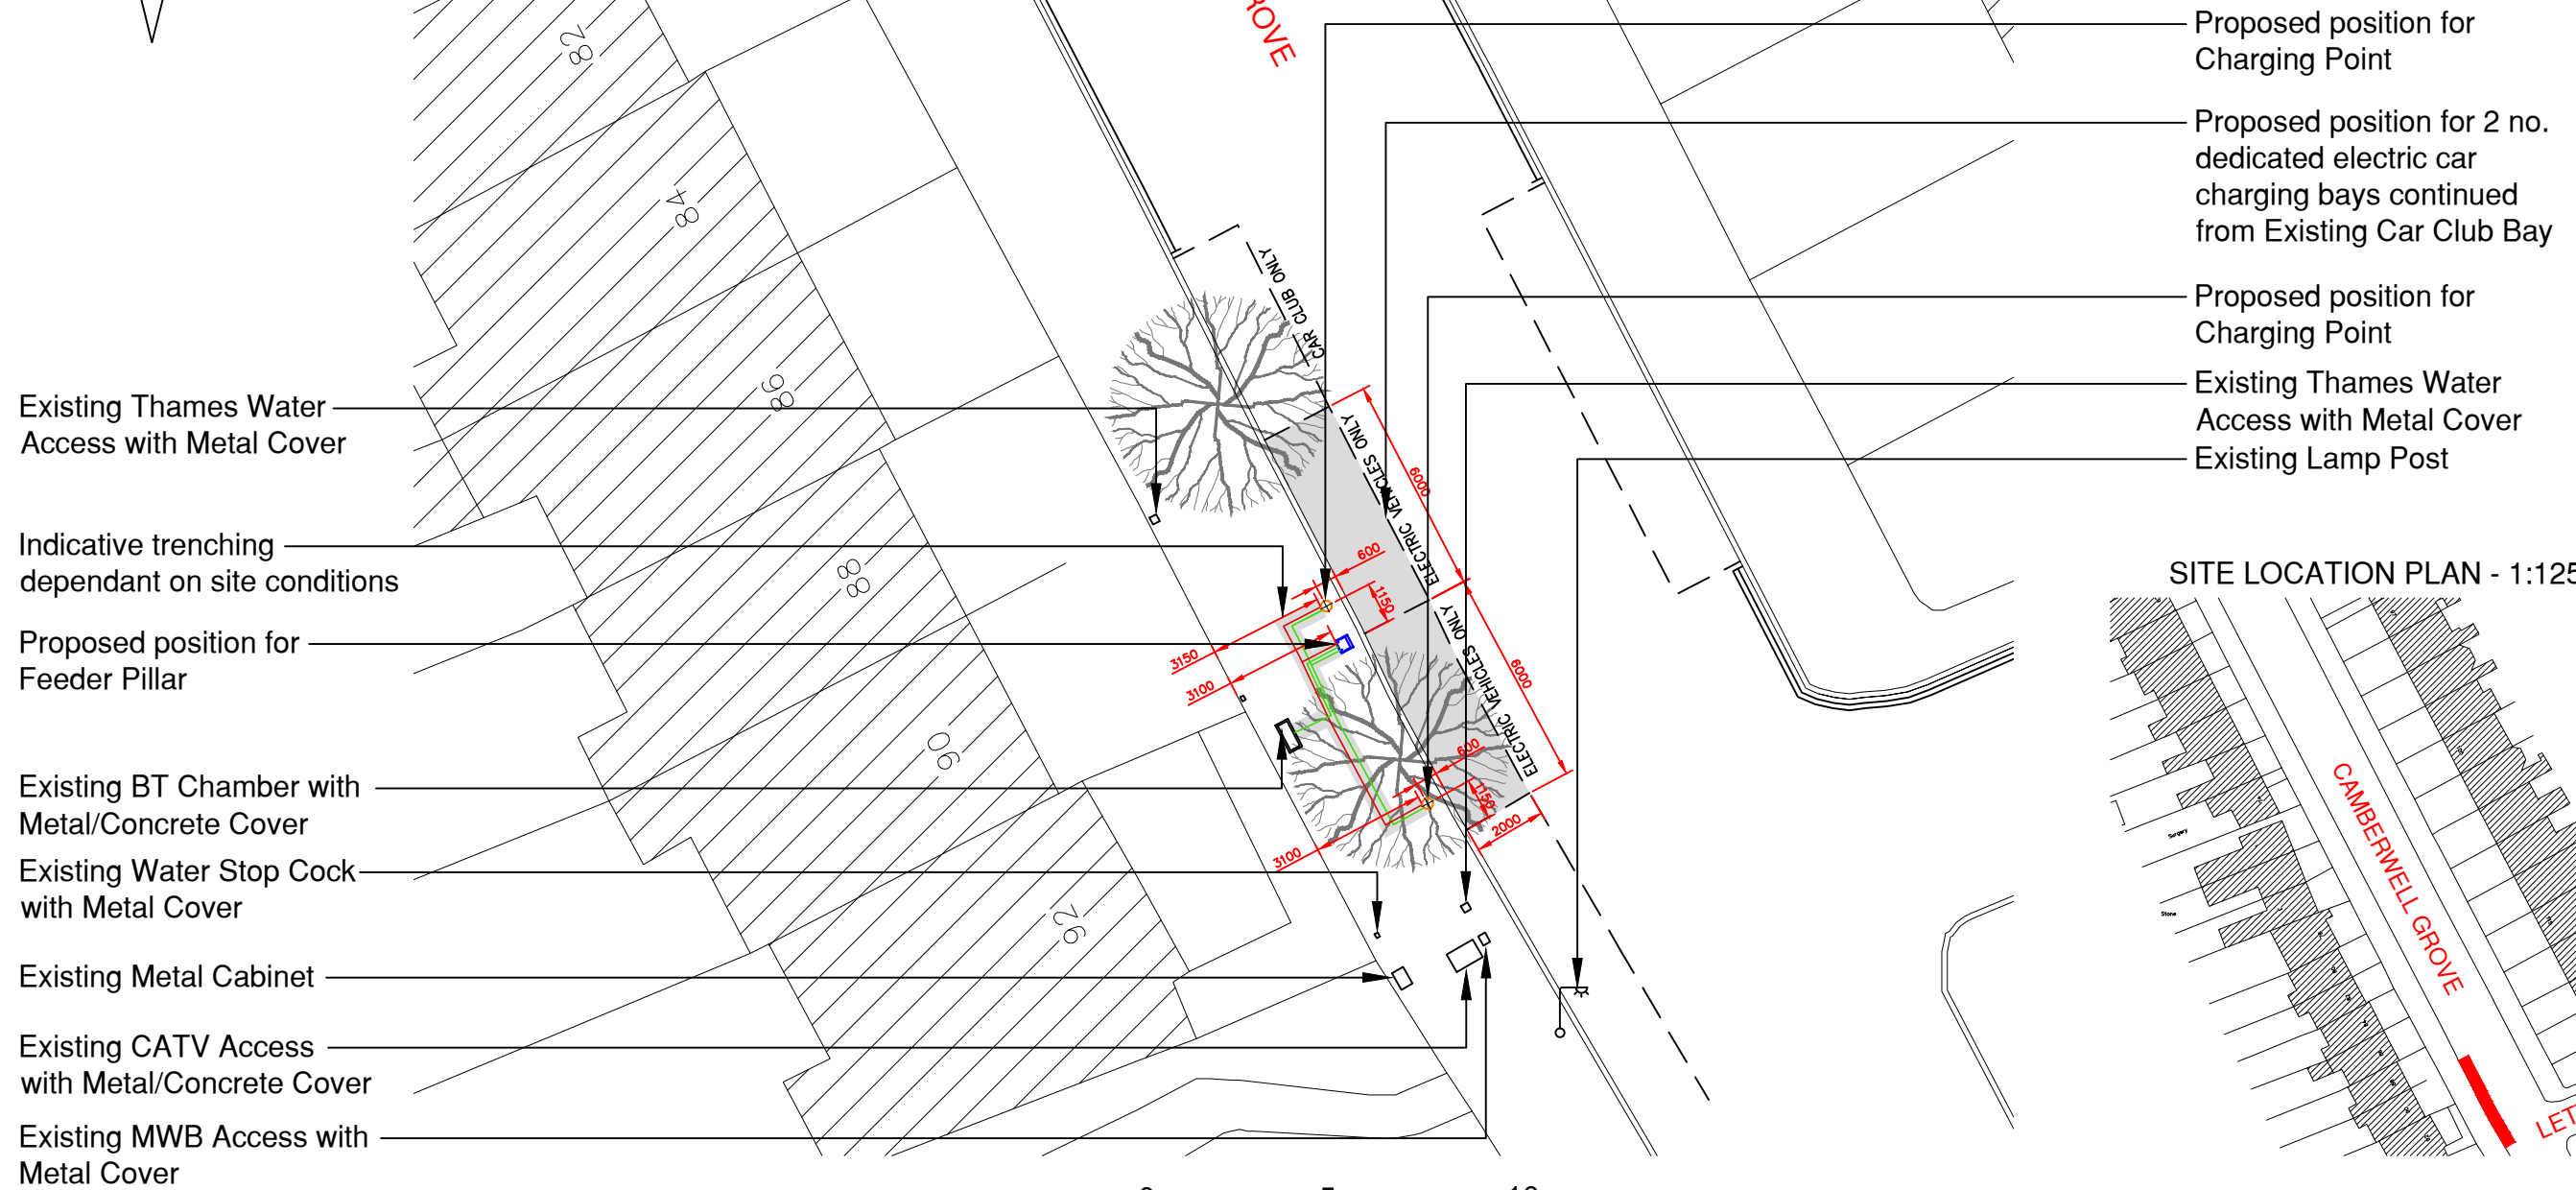 Existing Thames Water
Access with Metal Cover
Indicative trenching
dependant on site conditions
Proposed position for
Feeder Pillar
Existing BT Chamber with
Metal/Concrete Cover
Existing Water Stop Cock
with Metal Cover
Existing Metal Cabinet
Existing CATV Access
with Metal/Concrete Cover
Existing MWB Access with
Metal Cover
82
84
86
88
90
92
CAR CLUB ONLY
ELECTRIC VEHICLES ONLY
ELECTRIC VEHICLES ONLY
6000
600
1150
3150
3100
6000
600
1150
2000
3100
Proposed position for
Charging Point
Proposed position for 2 no.
dedicated electric car
charging bays continued
from Existing Car Club Bay
Proposed position for
Charging Point
Existing Thames Water
Access with Metal Cover
Existing Lamp Post
SITE LOCATION PLAN - 1:125
Surgery
Stone
CAMBERWELL GROVE